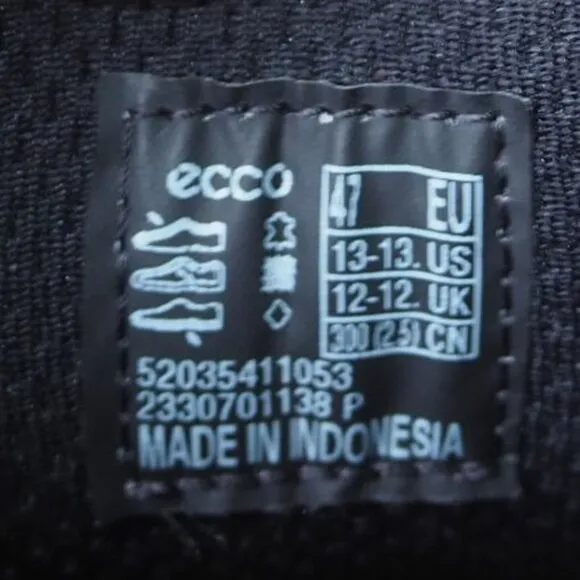 ecco
47 EU
13-13. US
12-12. UK
300 (2.5) CN
52035411053
2330701138 P
MADE IN INDONESIA